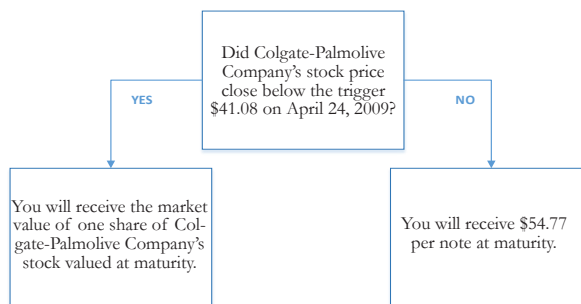 Did Colgate-Palmolive
Company's stock price
close below the trigger
$41.08 on April 24, 2009?
YES
NO
You will receive the market
value of one share of Col-
gate-Palmolive Company's
stock valued at maturity.
You will receive $54.77
per note at maturity.